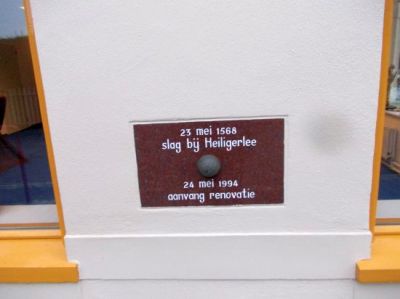 23 mei 1568
slag bij Heiligerlee
24 mei 1994
aanvang renovatie